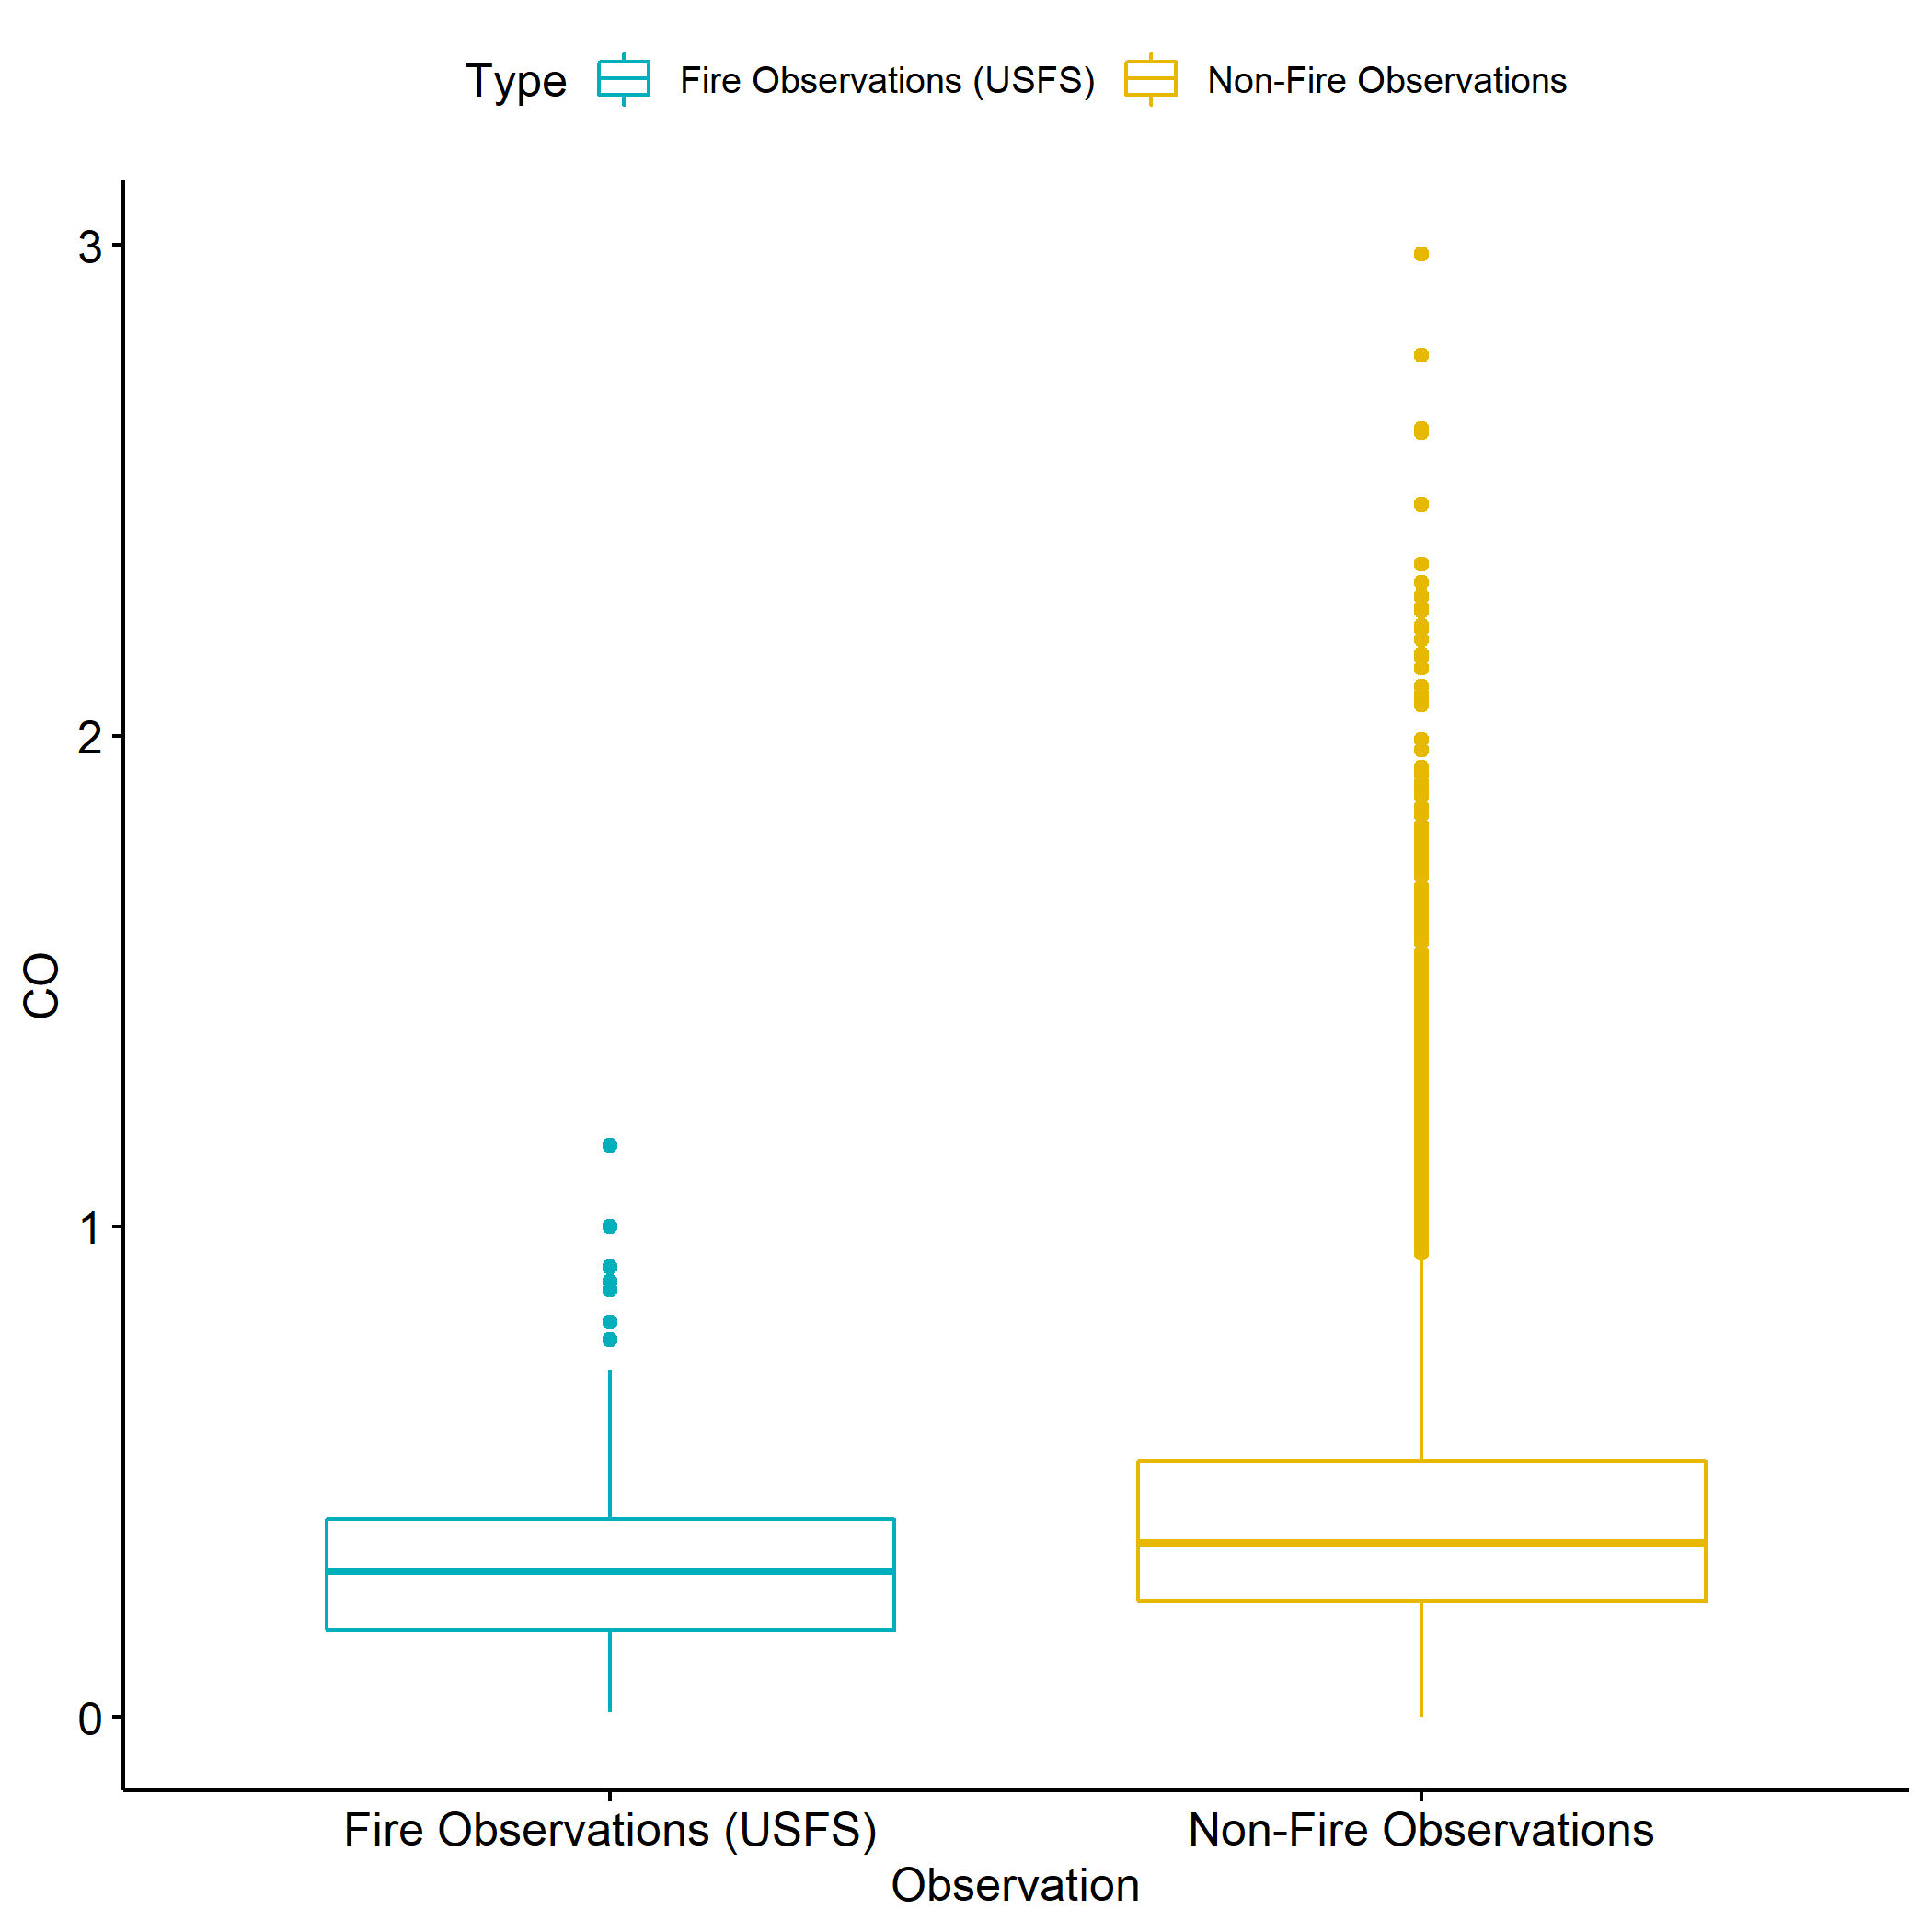 Type Fire Observations (USFS) Non-Fire Observations
3
2
1
0
CO
Fire Observations (USFS) Non-Fire Observations
Observation